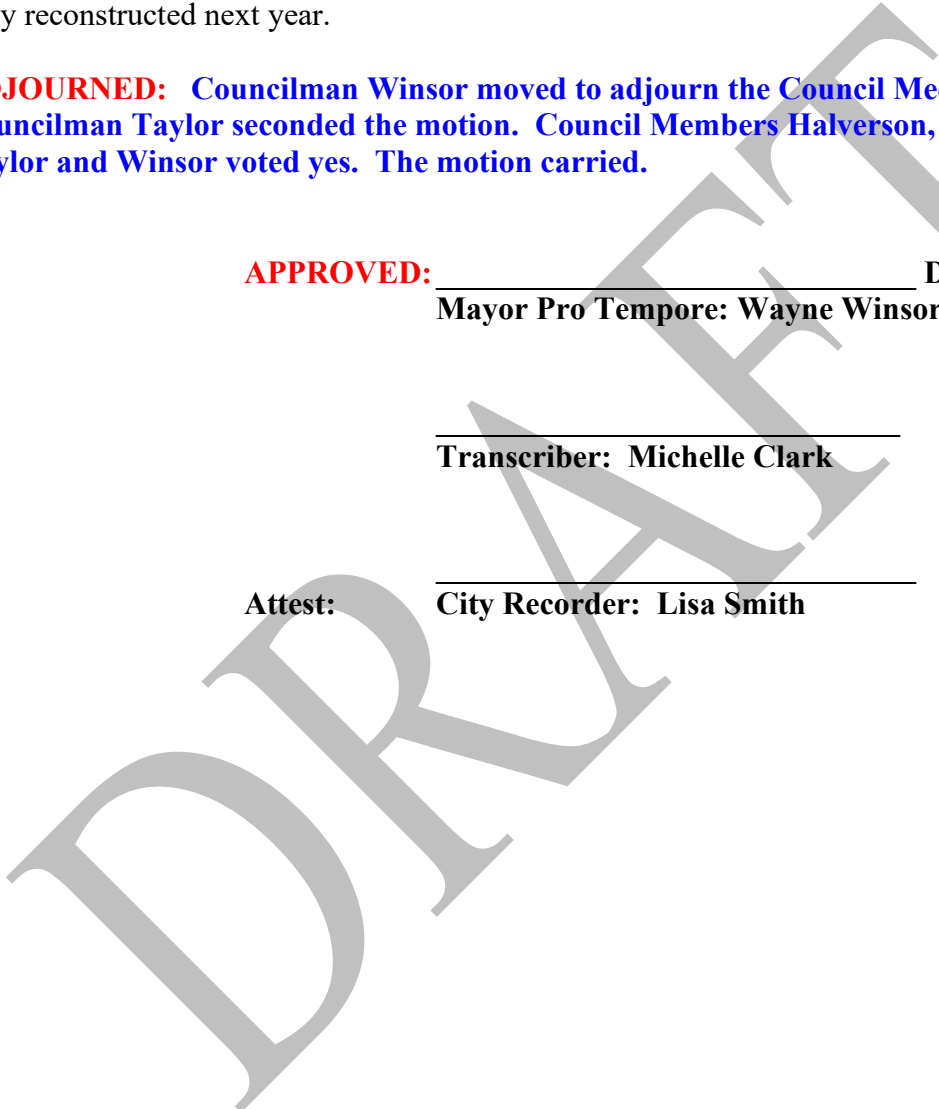 y reconstructed next year.
DJOURNED: Councilman Winsor moved to adjourn the Council Mee
uncilman Taylor seconded the motion. Council Members Halverson,
ylor and Winsor voted yes. The motion carried.
APPROVED: D
Mayor Pro Tempore: Wayne Winsor
Transcriber: Michelle Clark
Attest: City Recorder: Lisa Smith
DRAFT